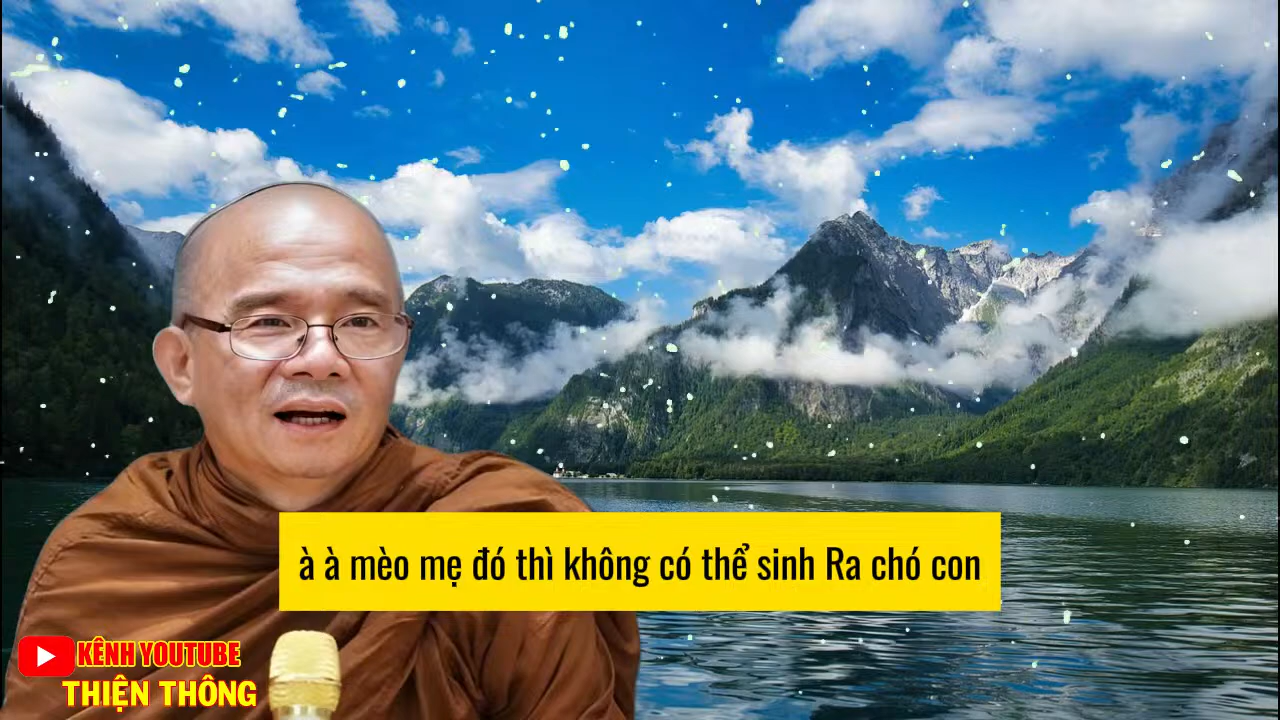 à à mèo mẹ đó thì không có thể sinh Ra chó con
KÊNH YOUTUBE
THIỆN THÔNG